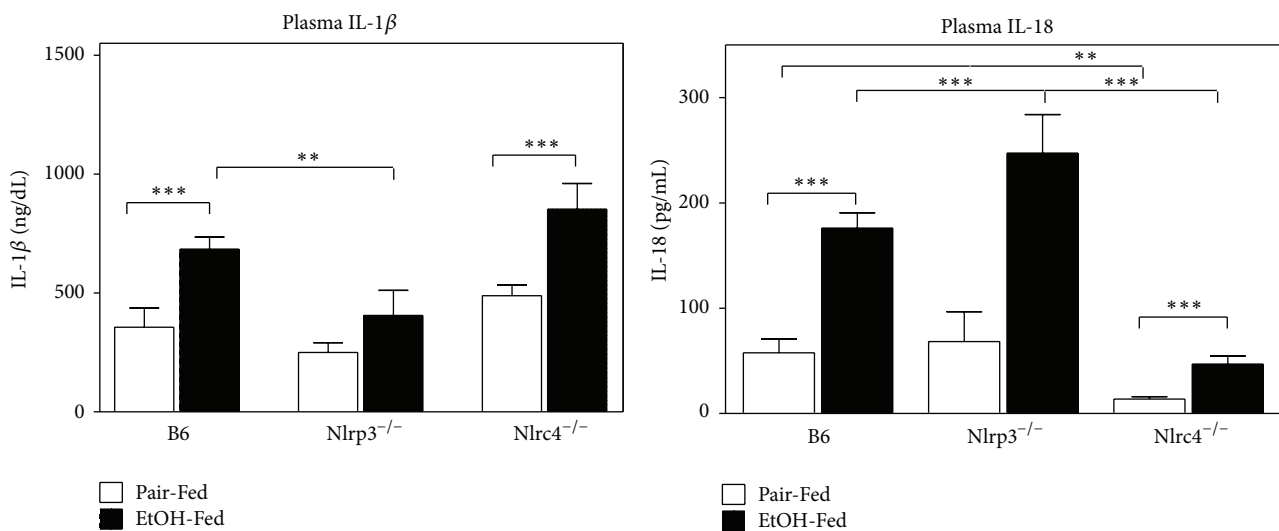 Plasma IL-1β
1500
1000
500
0
IL-1β (ng/dL)
***
**
***
B6
Nlrp3−/−
Nlrc4−/−
Pair-Fed
EtOH-Fed
Plasma IL-18
300
200
100
0
IL-18 (pg/mL)
**
***
***
***
***
B6
Nlrp3−/−
Nlrc4−/−
Pair-Fed
EtOH-Fed